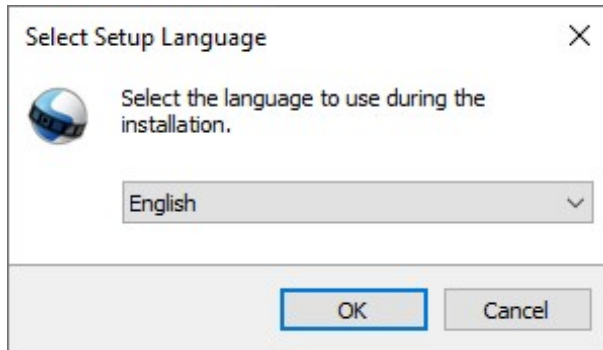 Select Setup Language
Select the language to use during the
installation.
English
OK
Cancel